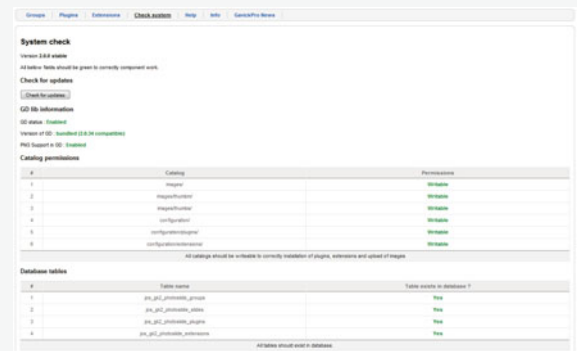 Groups Plugins Extensions Check system Help Info GavickPro News
System check
Version 2.0.0 stable
All below fields should be green to correctly component work.
Check for updates
Check for updates
GD lib information
GD status : Enabled
Version of GD : bundled (2.0.34 compatible)
PNG Support in GD : Enabled
Catalog permissions
# Catalog Permissions
1 images/ Writable
2 images/thumbm/ Writable
3 images/thumbs/ Writable
4 configuration/ Writable
5 configuration/plugins/ Writable
6 configuration/extensions/ Writable
All catalogs should be writeable to correctly installation of plugins, extensions and upload of images
Database tables
# Table name Table exists in database ?
1 jos_gk2_photoslide_groups Yes
2 jos_gk2_photoslide_slides Yes
3 jos_gk2_photoslide_plugins Yes
4 jos_gk2_photoslide_extensions Yes
All tables should exist in database.